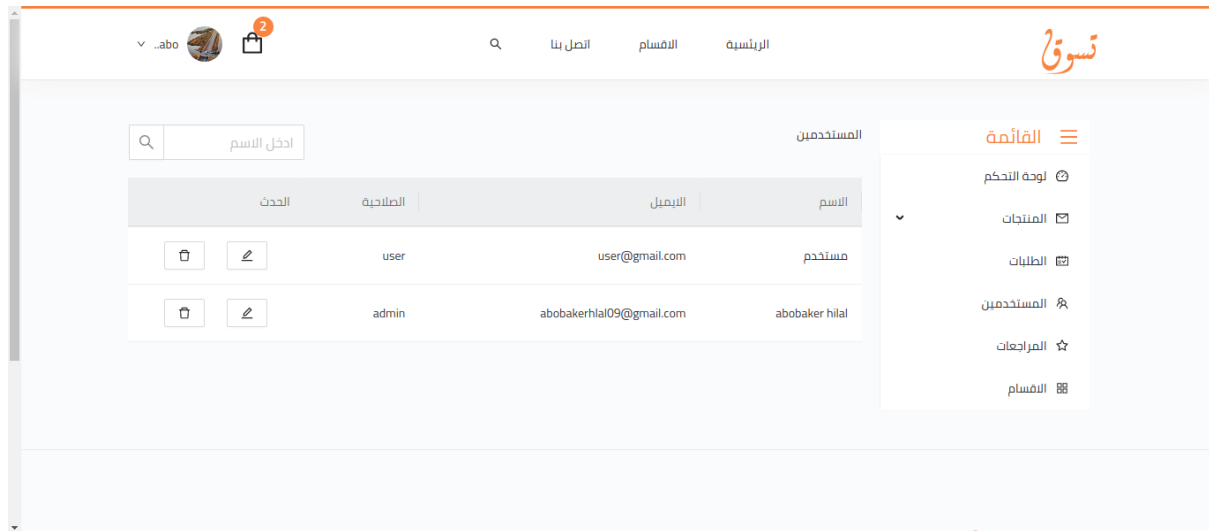 تسوق
الرئيسية
الاقسام
اتصل بنا
2
abo..
القائمة
لوحة التحكم
المنتجات
الطلبات
المستخدمين
المراجعات
الاقسام
المستخدمين
ادخل الاسم
الاسم الايميل الصلاحية الحدث
مستخدم user@gmail.com user
abobaker hilal abobakerhlal09@gmail.com admin